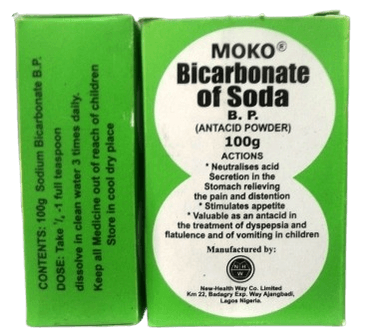 CONTENTS: 100g Sodium Bicarbonate B.P.
DOSE: Take ½ -1 full teaspoon
dissolve in clean water 3 times daily.
Keep all Medicine out of reach of children
Store in cool dry place
MOKO®
Bicarbonate
of Soda
B. P.
(ANTACID POWDER)
100g
ACTIONS
* Neutralises acid
Secretion in the
Stomach relieving
the pain and distention
* Stimulates appetite
* Valuable as an antacid in
the treatment of dyspepsia and
flatulence and of vomiting in children
Manufactured by:
N H
W
New-Health Way Co. Limited
Km 22, Badagry Exp. Way Ajangbadi,
Lagos Nigeria.